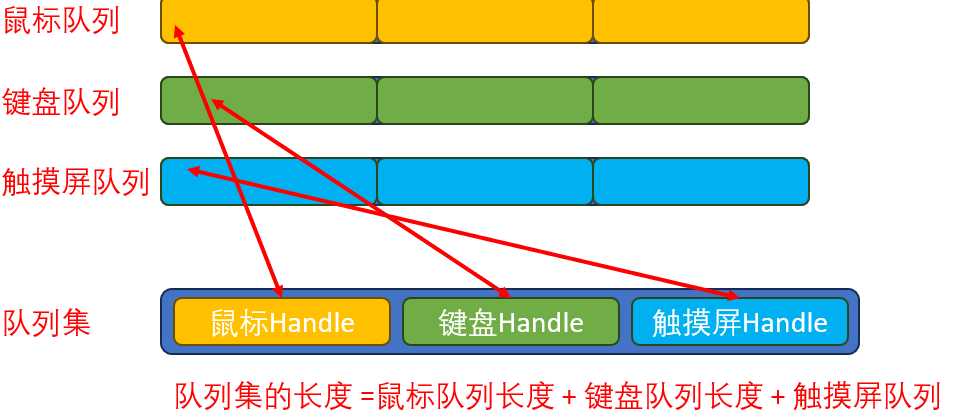 鼠标队列
键盘队列
触摸屏队列
队列集
鼠标Handle
键盘Handle
触摸屏Handle
队列集的长度 =鼠标队列长度 + 键盘队列长度 + 触摸屏队列